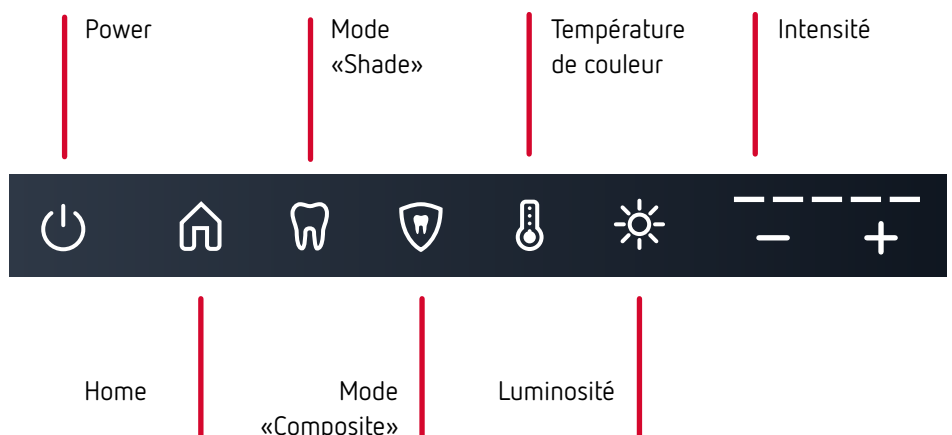 Power
Mode
«Shade»
Température
de couleur
Intensité
Home
Mode
«Composite»
Luminosité